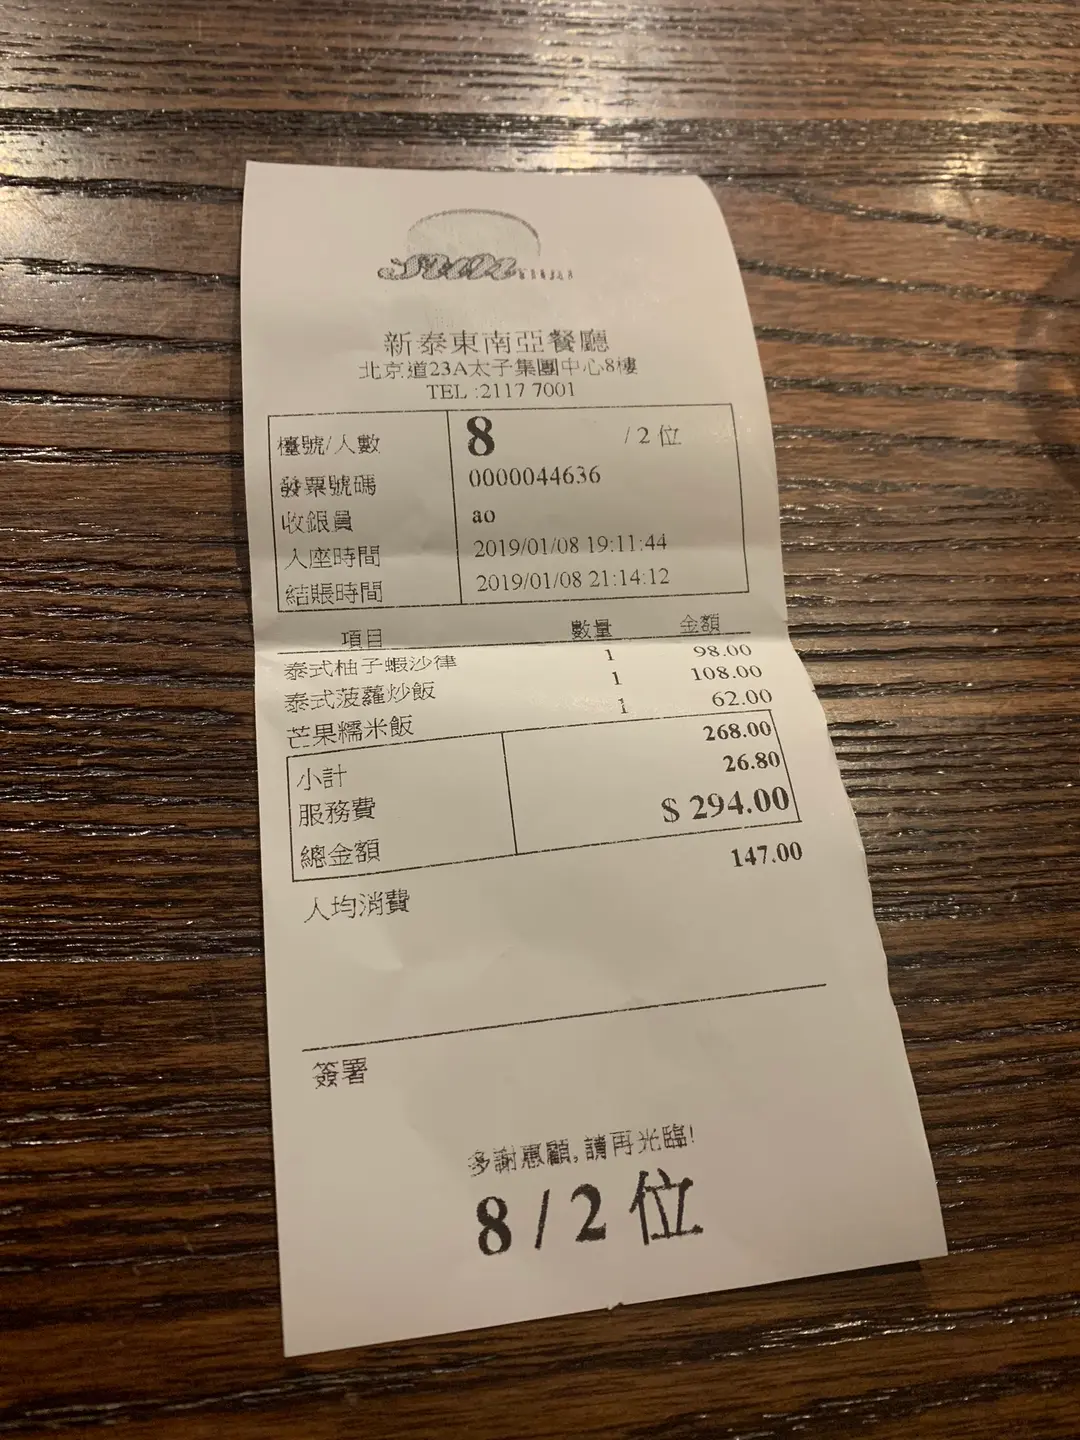 新泰東南亞餐廳
北京道23A太子集團中心8樓
TEL :2117 7001
檯號/人數 8 / 2 位
發票號碼 0000044636
收銀員 ao
入座時間 2019/01/08 19:11:44
結賬時間 2019/01/08 21:14:12
項目 數量 金額
泰式柚子蝦沙律 1 98.00
泰式菠蘿炒飯 1 108.00
芒果糯米飯 1 62.00
小計 268.00
服務費 26.80
總金額 $ 294.00
人均消費 147.00
簽署
多謝惠顧,請再光臨!
8 / 2 位